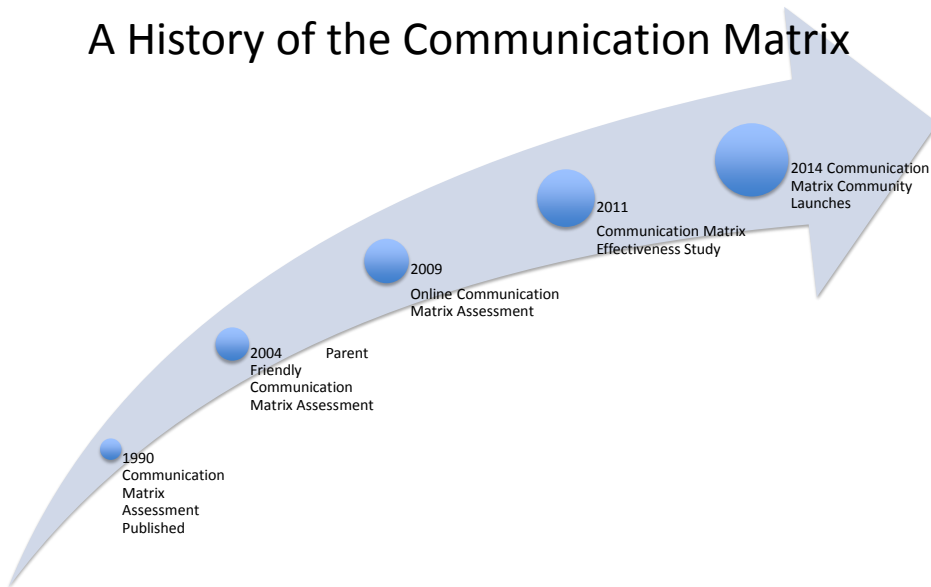 A History of the Communication Matrix
1990
Communication
Matrix
Assessment
Published
2004 Parent
Friendly
Communication
Matrix Assessment
2009
Online Communication
Matrix Assessment
2011
Communication Matrix
Effectiveness Study
2014 Communication
Matrix Community
Launches